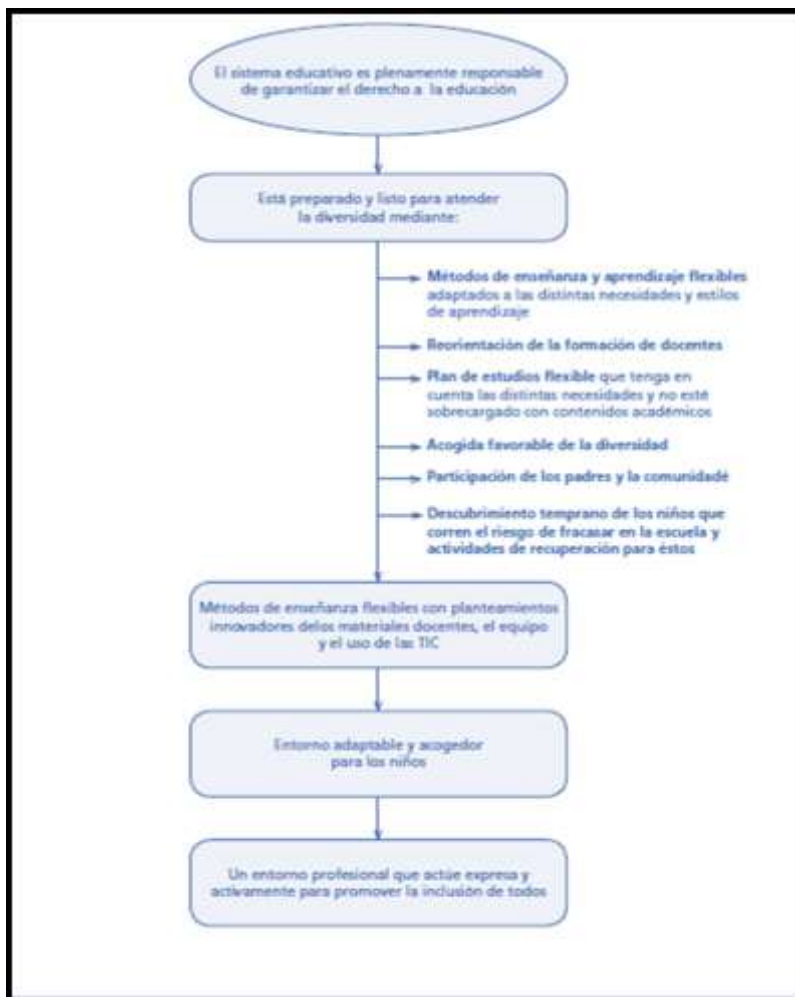 El sistema educativo es plenamente responsable
de garantizar el derecho a la educación
Está preparado y listo para atender
la diversidad mediante:
Métodos de enseñanza y aprendizaje flexibles
adaptados a las distintas necesidades y estilos
de aprendizaje
Reorientación de la formación de docentes
Plan de estudios flexible que tenga en
cuenta las distintas necesidades y no esté
sobrecargado con contenidos académicos
Acogida favorable de la diversidad
Participación de los padres y la comunidadé
Descubrimiento temprano de los niños que
corren el riesgo de fracasar en la escuela y
actividades de recuperación para éstos
Métodos de enseñanza flexibles con planteamientos
innovadores delos materiales docentes, el equipo
y el uso de las TIC
Entorno adaptable y acogedor
para los niños
Un entorno profesional que actúe expresa y
activamente para promover la inclusión de todos